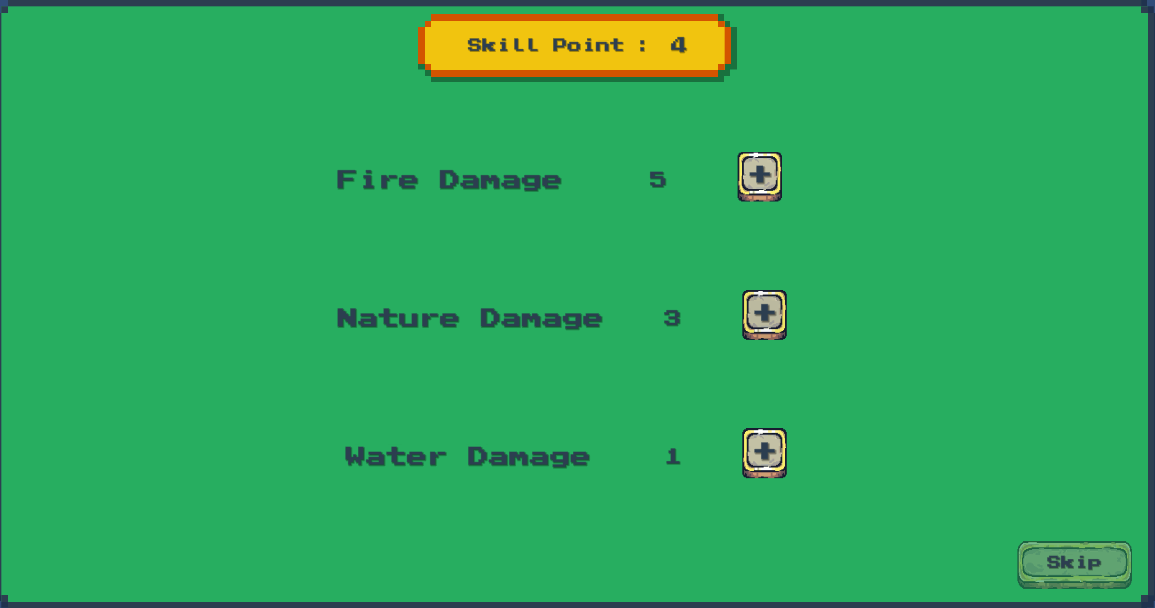 Skill Point : 4
Fire Damage 5 +
Nature Damage 3 +
Water Damage 1 +
Skip